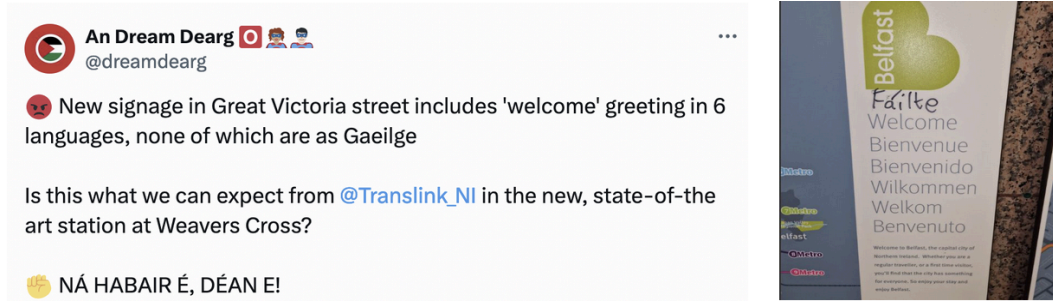 An Dream Dearg 🅾️
@dreamdearg
😡 New signage in Great Victoria street includes 'welcome' greeting in 6
languages, none of which are as Gaeilge
Is this what we can expect from @Translink_NI in the new, state-of-the
art station at Weavers Cross?
✊ NÁ HABAIR É, DÉAN E!
Belfast
Fáilte
Welcome
Bienvenue
Bienvenido
Wilkommen
Welkom
Benvenuto
Welcome to Belfast, the capital city of
Northern Ireland. Whether you are a
regular traveller, or a first time visitor,
you'll find that the city has something
for everyone. So enjoy your stay and
enjoy Belfast.
Metro
Metro
elfast
Metro
Metro